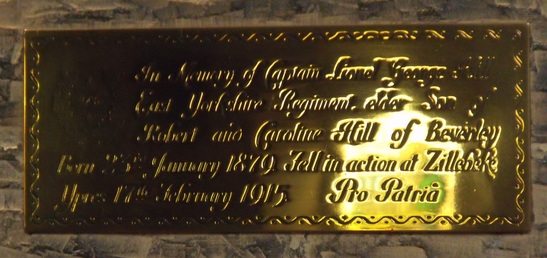 In Memory of Captain Lionel George Hill
East Yorkshire Regiment, elder Son of
Robert and Caroline Hill of Beverley
Born January 1879. Fell in action at Zillebeke
Ypres 17th February 1915. Pro Patriâ